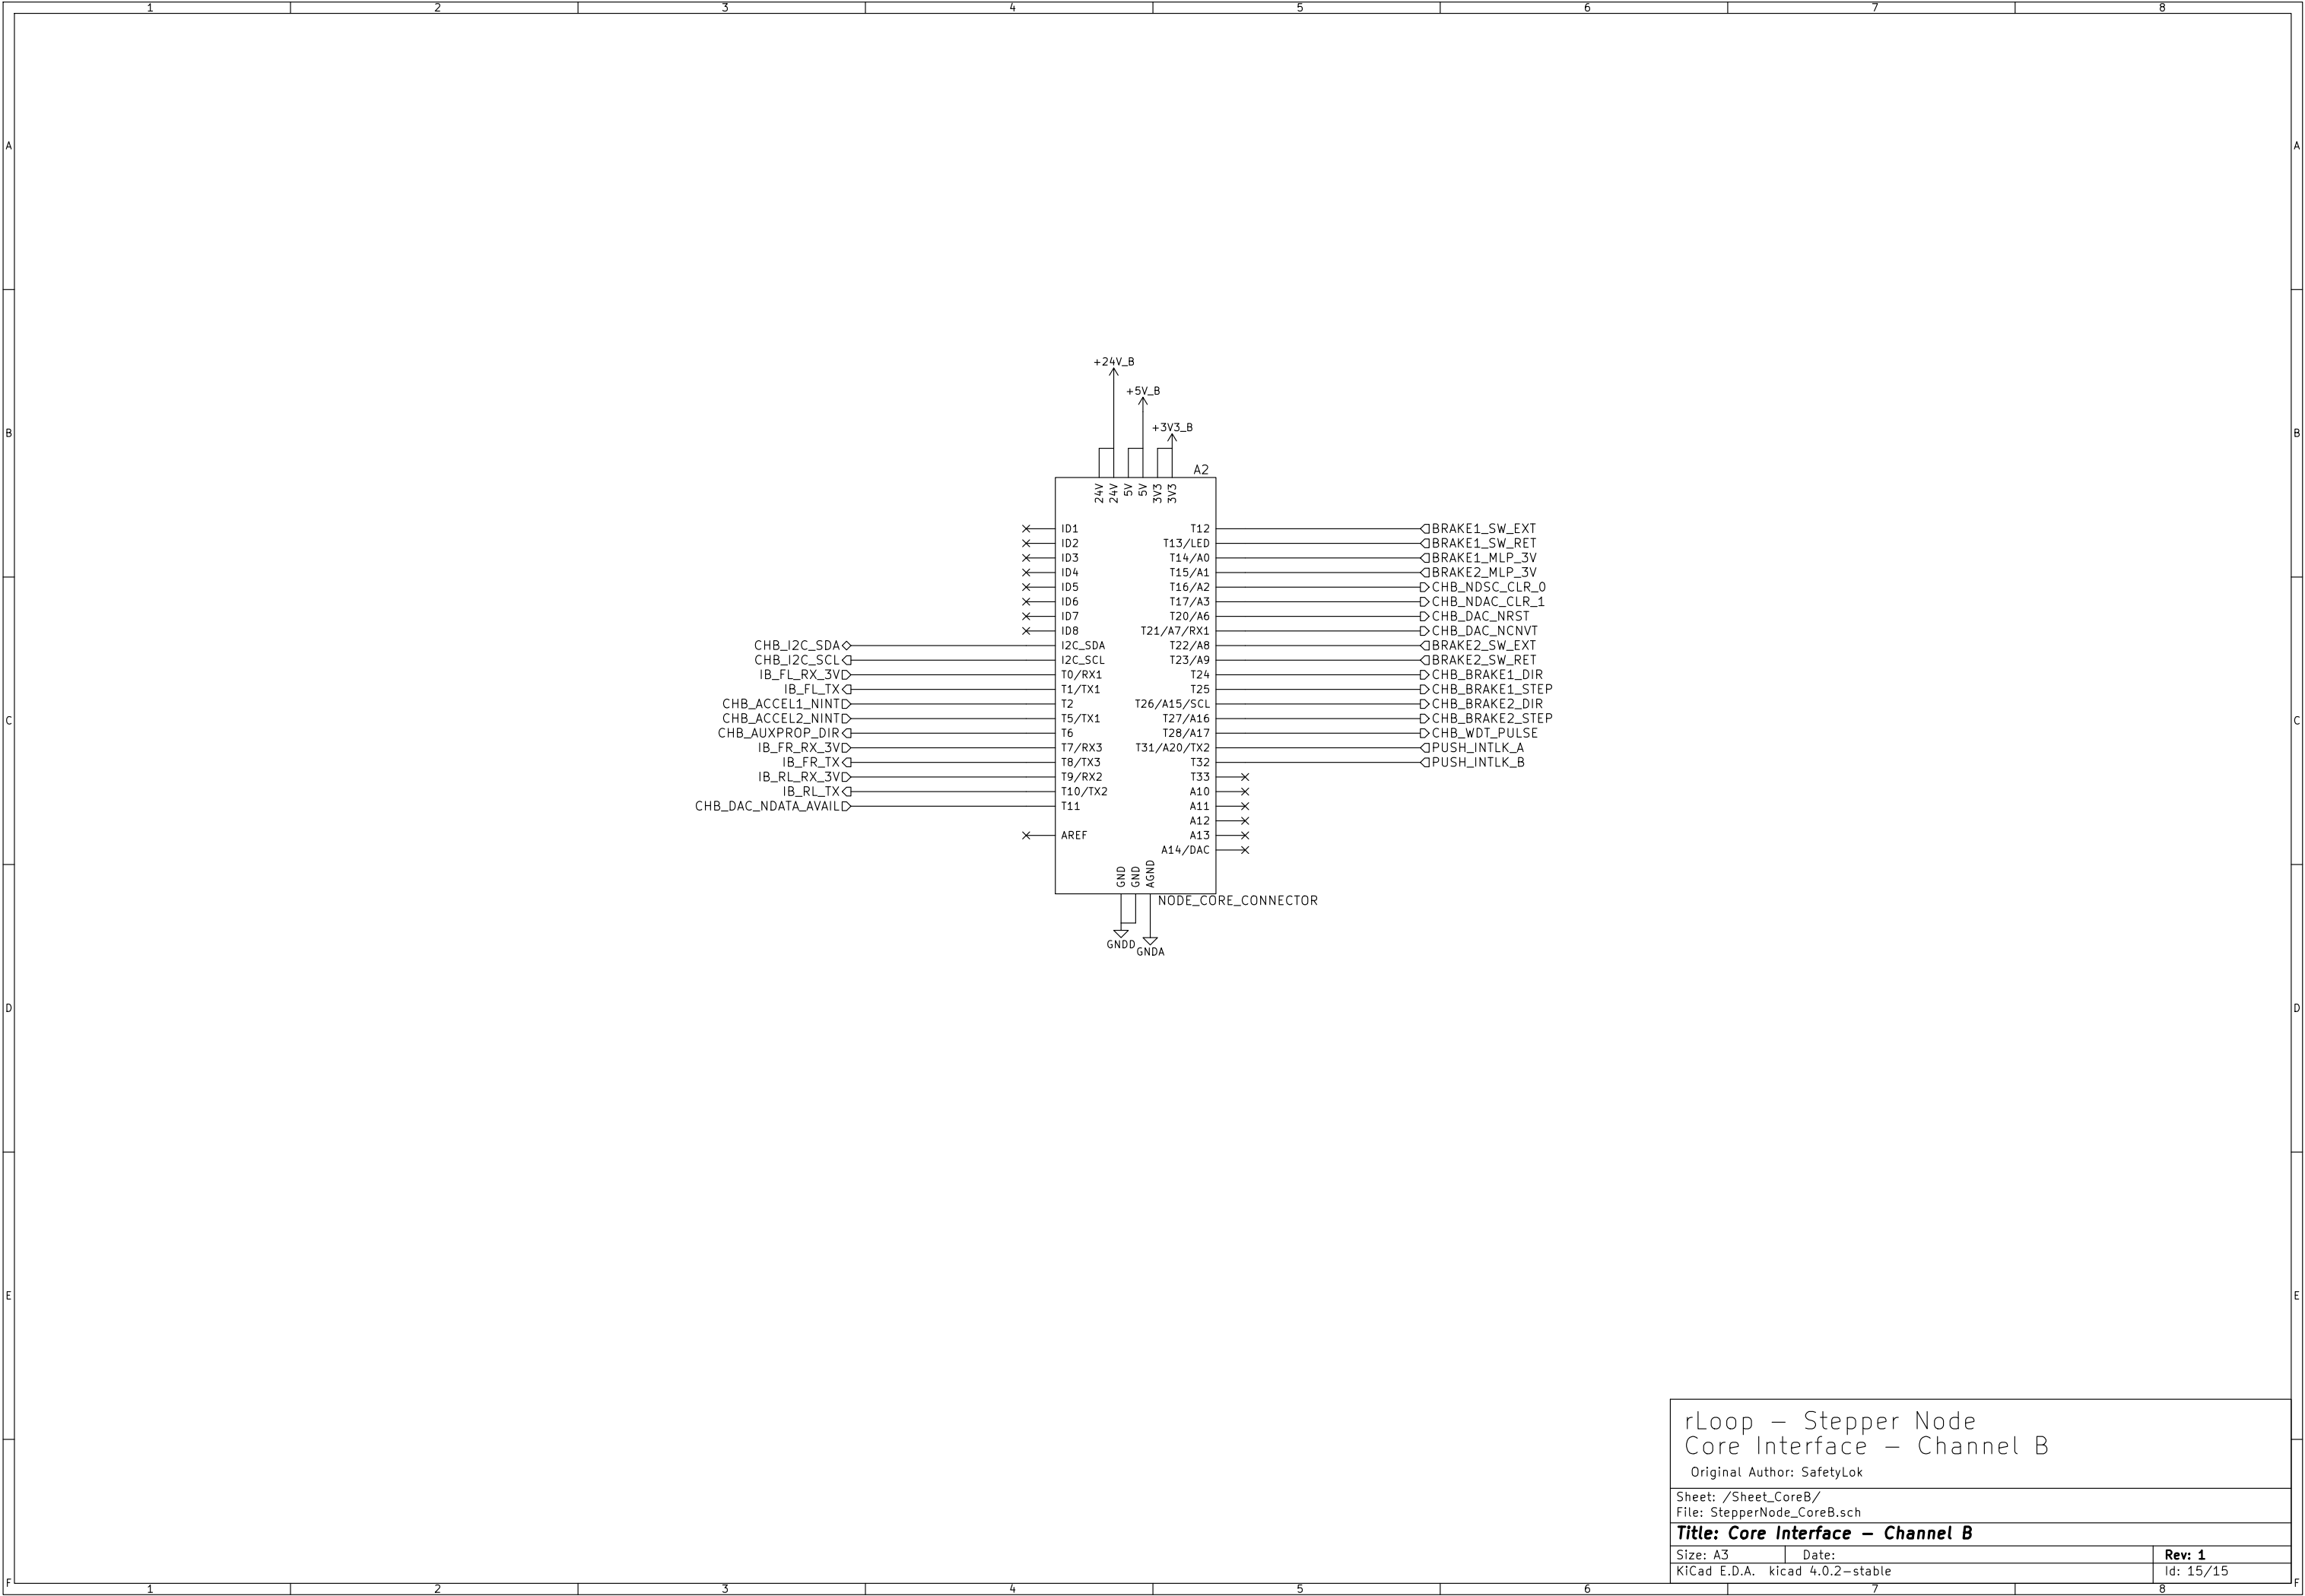 1 2 3 4 5 6 7 8
A A
+24V_B
+5V_B
B B
+3V3_B
A2
24V 24V 5V 5V 3V3 3V3
ID1 T12 BRAKE1_SW_EXT
ID2 T13/LED BRAKE1_SW_RET
ID3 T14/A0 BRAKE1_MLP_3V
ID4 T15/A1 BRAKE2_MLP_3V
ID5 T16/A2 CHB_NDSC_CLR_0
ID6 T17/A3 CHB_NDAC_CLR_1
ID7 T20/A6 CHB_DAC_NRST
ID8 T21/A7/RX1 CHB_DAC_NCNVT
CHB_I2C_SDA I2C_SDA T22/A8 BRAKE2_SW_EXT
CHB_I2C_SCL I2C_SCL T23/A9 BRAKE2_SW_RET
IB_FL_RX_3V T0/RX1 T24 CHB_BRAKE1_DIR
IB_FL_TX T1/TX1 T25 CHB_BRAKE1_STEP
CHB_ACCEL1_NINT T2 T26/A15/SCL CHB_BRAKE2_DIR
CHB_ACCEL2_NINT T5/TX1 T27/A16 CHB_BRAKE2_STEP
C C
CHB_AUXPROP_DIR T6 T28/A17 CHB_WDT_PULSE
IB_FR_RX_3V T7/RX3 T31/A20/TX2 PUSH_INTLK_A
IB_FR_TX T8/TX3 T32 PUSH_INTLK_B
IB_RL_RX_3V T9/RX2 T33
IB_RL_TX T10/TX2 A10
CHB_DAC_NDATA_AVAIL T11 A11
A12
AREF A13
A14/DAC
GND GND AGND
NODE_CORE_CONNECTOR
GNDD GNDA
D D
E E
rLoop - Stepper Node
Core Interface - Channel B
Original Author: SafetyLok
Sheet: /Sheet_CoreB/
File: StepperNode_CoreB.sch
Title: Core Interface - Channel B
Size: A3 Date: Rev: 1
KiCad E.D.A. kicad 4.0.2-stable Id: 15/15
F F
1 2 3 4 5 6 7 8